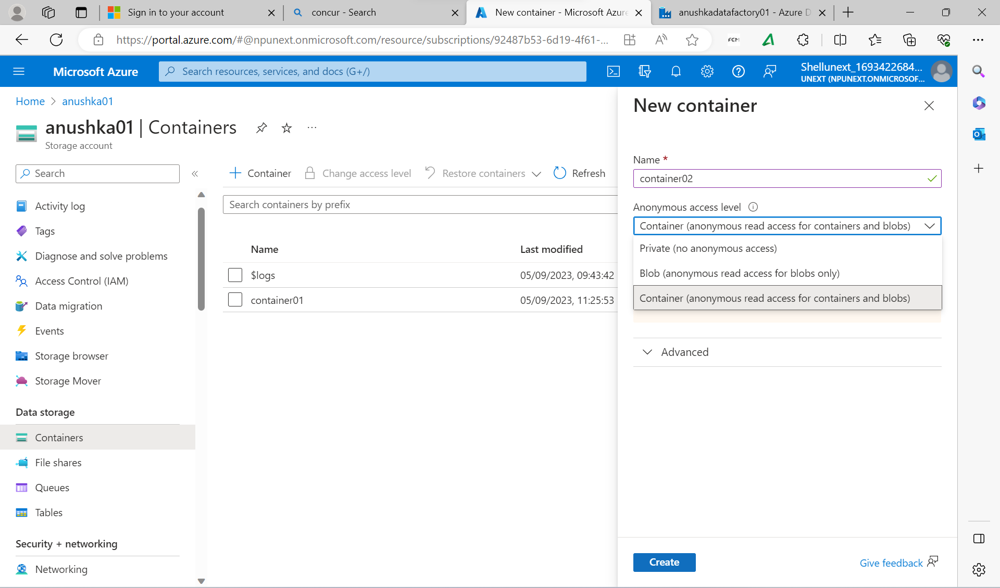 Sign in to your account
concur - Search
New container - Microsoft Azure
anushkadatafactory01 - Azure D
https://portal.azure.com/#@npunext.onmicrosoft.com/resource/subscriptions/92487b53-6d19-4f61-...
FCM
Microsoft Azure
Search resources, services, and docs (G+/)
Shellunext_1693422684...
UNEXT (NPUNEXT.ONMICROSOF...
Home > anushka01
anushka01 | Containers
...
Storage account
Search
«
Container
Change access level
Restore containers
Refresh
Search containers by prefix
Activity log
Tags
Diagnose and solve problems
Access Control (IAM)
Data migration
Events
Storage browser
Storage Mover
Data storage
Containers
File shares
Queues
Tables
Security + networking
Networking
Name
Last modified
$logs
05/09/2023, 09:43:42
container01
05/09/2023, 11:25:53
New container
Name *
container02
Anonymous access level
Container (anonymous read access for containers and blobs)
Private (no anonymous access)
Blob (anonymous read access for blobs only)
Container (anonymous read access for containers and blobs)
Advanced
Create
Give feedback